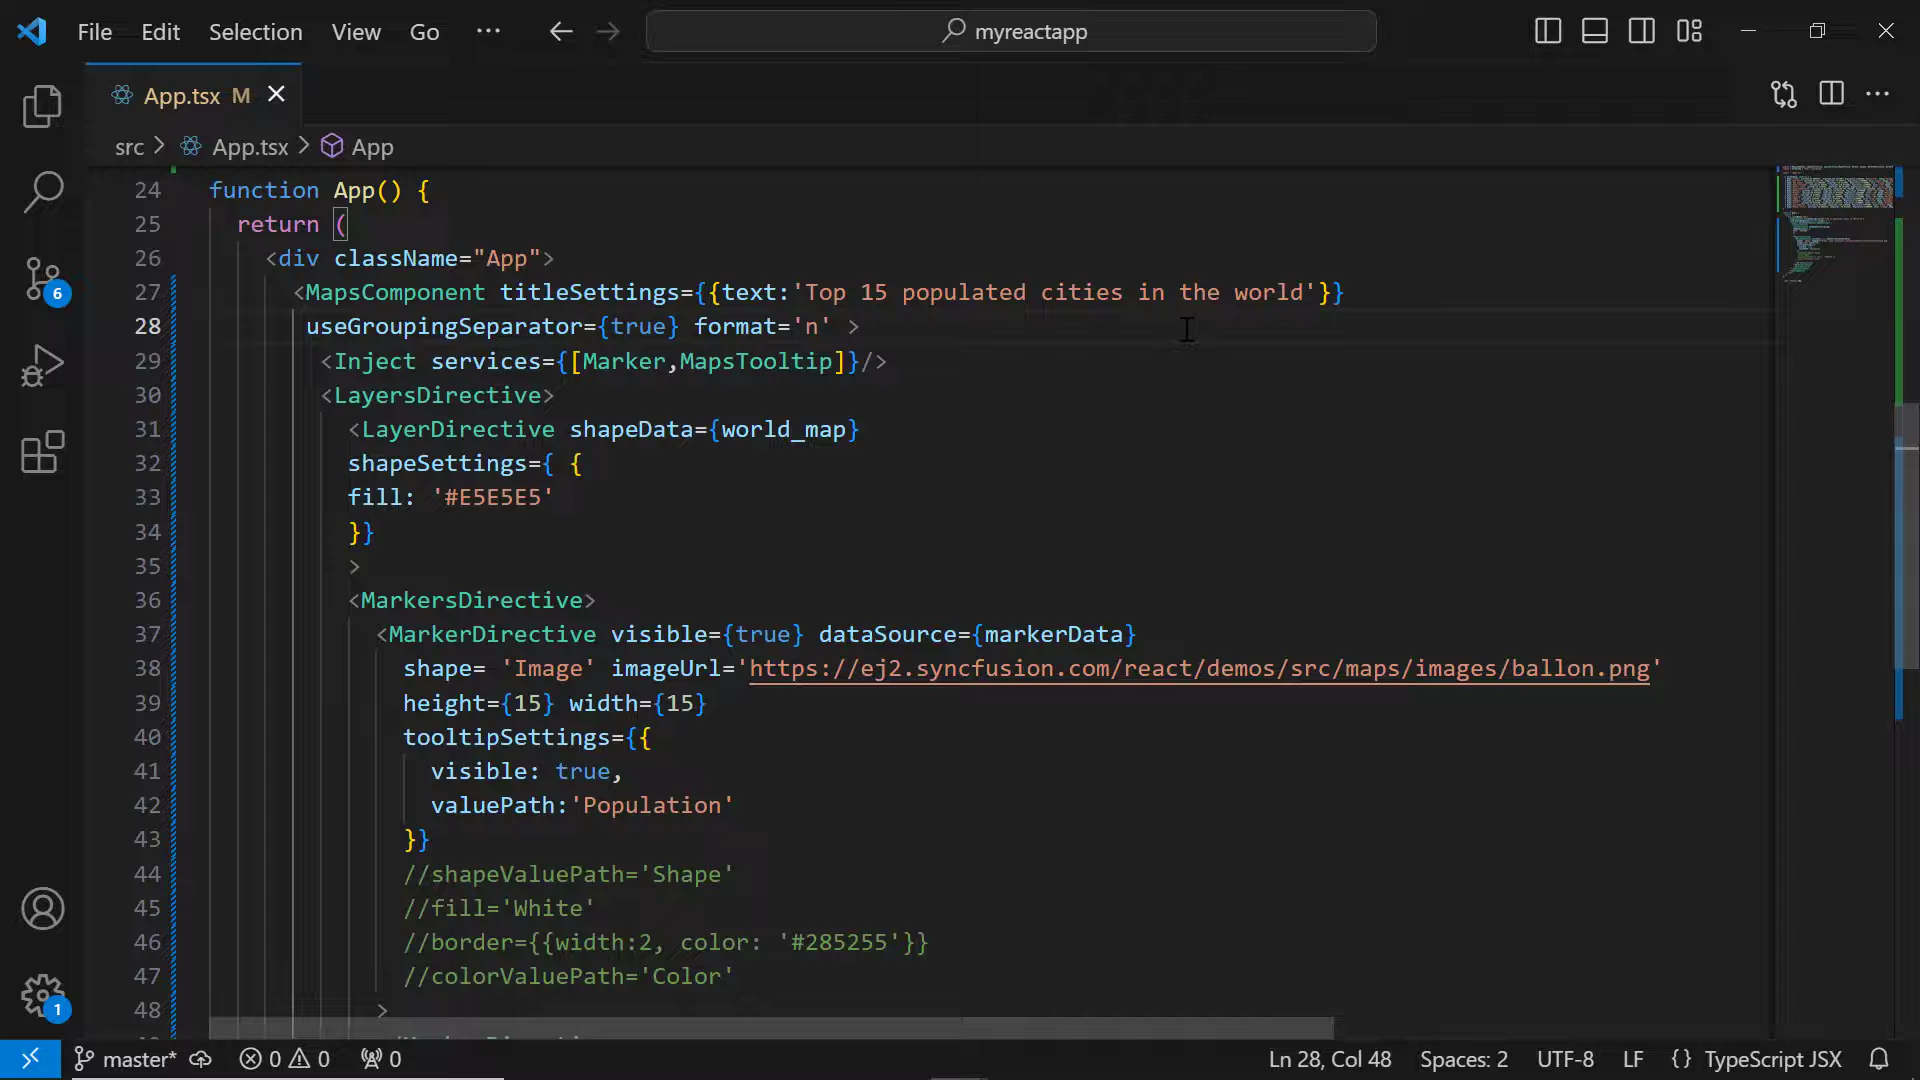 File Edit Selection View Go ··· myreactapp
App.tsx M
src > App.tsx > App
24 function App() {
25 return (
26 <div className="App">
27 <MapsComponent titleSettings={{text:'Top 15 populated cities in the world'}}
28 useGroupingSeparator={true} format='n' >
29 <Inject services={[Marker,MapsTooltip]}/>
30 <LayersDirective>
31 <LayerDirective shapeData={world_map}
32 shapeSettings={ {
33 fill: '#E5E5E5'
34 }}
35 >
36 <MarkersDirective>
37 <MarkerDirective visible={true} dataSource={markerData}
38 shape= 'Image' imageUrl='https://ej2.syncfusion.com/react/demos/src/maps/images/ballon.png'
39 height={15} width={15}
40 tooltipSettings={{
41 visible: true,
42 valuePath:'Population'
43 }}
44 //shapeValuePath='Shape'
45 //fill='White'
46 //border={{width:2, color: '#285255'}}
47 //colorValuePath='Color'
48 >
6
1
master* 0 0 0 Ln 28, Col 48 Spaces: 2 UTF-8 LF {} TypeScript JSX